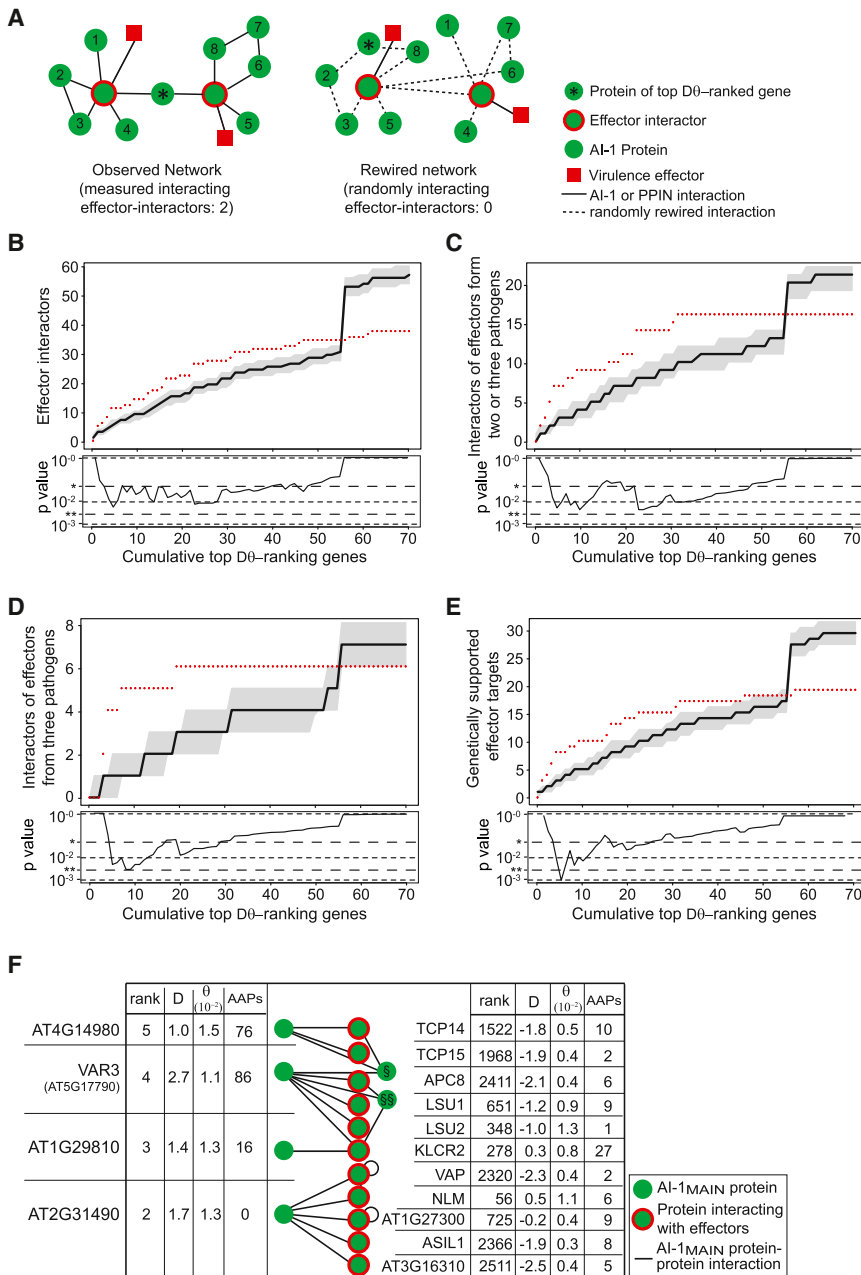 A
1
2
3
4
*
8
7
6
5
Observed Network
(measured interacting
effector-interactors: 2)
*
8
2
3
5
1
7
6
4
Rewired network
(randomly interacting
effector-interactors: 0
* Protein of top Dθ–ranked gene
Effector interactor
AI-1 Protein
Virulence effector
AI-1 or PPIN interaction
randomly rewired interaction
B
Effector interactors
60
50
40
30
20
10
0
p value
10⁻⁰
*
10⁻²
**
10⁻³
0 10 20 30 40 50 60 70
Cumulative top Dθ–ranking genes
C
Interactors of effectors form
two or three pathogens
20
15
10
5
0
p value
10⁻⁰
*
10⁻²
**
10⁻³
0 10 20 30 40 50 60 70
Cumulative top Dθ–ranking genes
D
Interactors of effectors
from three pathogens
8
6
4
2
0
p value
10⁻⁰
*
10⁻²
**
10⁻³
0 10 20 30 40 50 60 70
Cumulative top Dθ–ranking genes
E
Genetically supported
effector targets
30
25
20
15
10
5
0
p value
10⁻⁰
*
10⁻²
**
10⁻³
0 10 20 30 40 50 60 70
Cumulative top Dθ–ranking genes
F
rank D θ (10⁻²) AAPs
AT4G14980 5 1.0 1.5 76
VAR3 4 2.7 1.1 86
(AT5G17790)
AT1G29810 3 1.4 1.3 16
AT2G31490 2 1.7 1.3 0
§
§§
rank D θ (10⁻²) AAPs
TCP14 1522 -1.8 0.5 10
TCP15 1968 -1.9 0.4 2
APC8 2411 -2.1 0.4 6
LSU1 651 -1.2 0.9 9
LSU2 348 -1.0 1.3 1
KLCR2 278 0.3 0.8 27
VAP 2320 -2.3 0.4 2
NLM 56 0.5 1.1 6
AT1G27300 725 -0.2 0.4 9
ASIL1 2366 -1.9 0.3 8
AT3G16310 2511 -2.5 0.4 5
AI-1MAIN protein
Protein interacting
with effectors
AI-1MAIN protein-
protein interaction